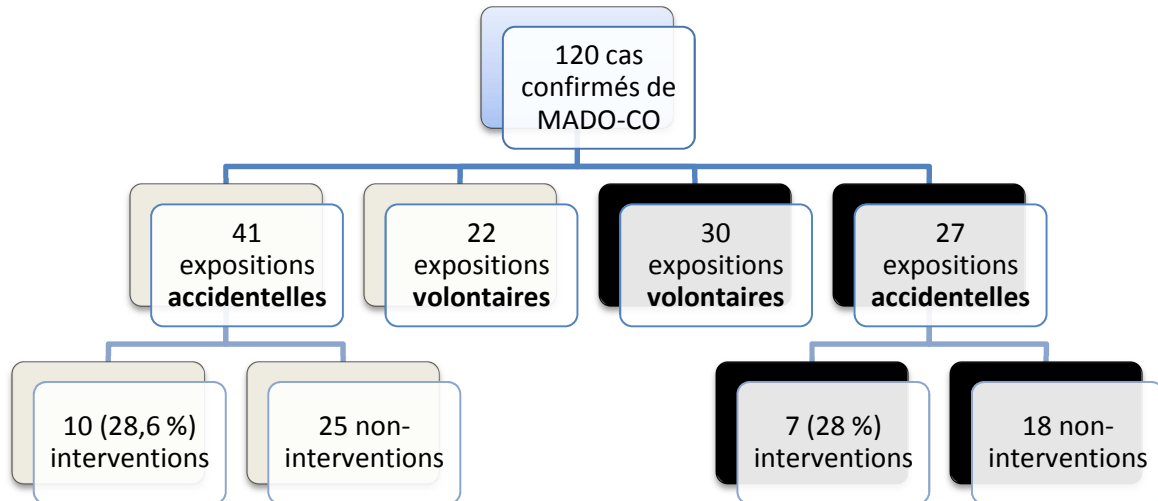 120 cas
confirmés de
MADO-CO
41
expositions
accidentelles
22
expositions
volontaires
30
expositions
volontaires
27
expositions
accidentelles
10 (28,6 %)
interventions
25 non-
interventions
7 (28 %)
interventions
18 non-
interventions